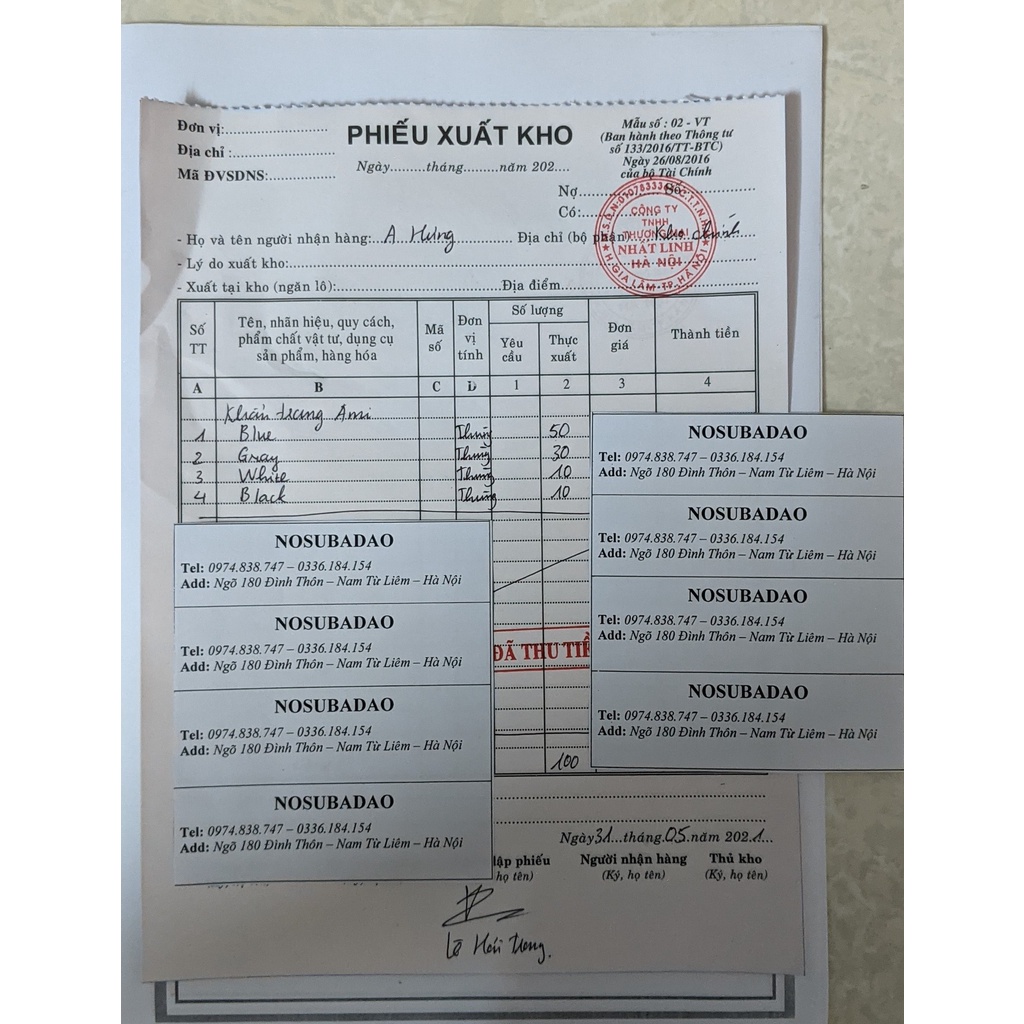 Đơn vị:
PHIẾU XUẤT KHO
Mẫu số : 02 - VT
(Ban hành theo Thông tư
số 133/2016/TT-BTC)
Ngày 26/08/2016
của bộ Tài Chính
Địa chỉ :
Mã ĐVSDNS:
Ngày.........tháng.........năm 202....
Nợ
Số:
Có:
CÔNG TY
TNHH
NHẤT LINH
HÀ NỘI
H.GIA LÂM-TP.HÀ NỘI
- Họ và tên người nhận hàng: A Hưng Địa chỉ (bộ phận) Kho chính
- Lý do xuất kho:
- Xuất tại kho (ngăn lô): Địa điểm
Số TT
Tên, nhãn hiệu, quy cách, phẩm chất vật tư, dụng cụ sản phẩm, hàng hóa
Mã số
Đơn vị tính
Số lượng
Yêu cầu
Thực xuất
Đơn giá
Thành tiền
A B C D 1 2 3 4
Khẩu trang Ami
1 Blue Thùng 50
2 Gray Thùng 30
3 White Thùng 10
4 Black Thùng 10
NOSUBADAO
Tel: 0974.838.747 – 0336.184.154
Add: Ngõ 180 Đình Thôn – Nam Từ Liêm – Hà Nội
NOSUBADAO
Tel: 0974.838.747 – 0336.184.154
Add: Ngõ 180 Đình Thôn – Nam Từ Liêm – Hà Nội
NOSUBADAO
Tel: 0974.838.747 – 0336.184.154
Add: Ngõ 180 Đình Thôn – Nam Từ Liêm – Hà Nội
NOSUBADAO
Tel: 0974.838.747 – 0336.184.154
Add: Ngõ 180 Đình Thôn – Nam Từ Liêm – Hà Nội
NOSUBADAO
Tel: 0974.838.747 – 0336.184.154
Add: Ngõ 180 Đình Thôn – Nam Từ Liêm – Hà Nội
NOSUBADAO
Tel: 0974.838.747 – 0336.184.154
Add: Ngõ 180 Đình Thôn – Nam Từ Liêm – Hà Nội
NOSUBADAO
Tel: 0974.838.747 – 0336.184.154
Add: Ngõ 180 Đình Thôn – Nam Từ Liêm – Hà Nội
NOSUBADAO
Tel: 0974.838.747 – 0336.184.154
Add: Ngõ 180 Đình Thôn – Nam Từ Liêm – Hà Nội
ĐÃ THU TIỀ
100
Ngày 31 tháng 05 năm 2021
lập phiếu Người nhận hàng Thủ kho
họ tên) (Ký, họ tên) (Ký, họ tên)